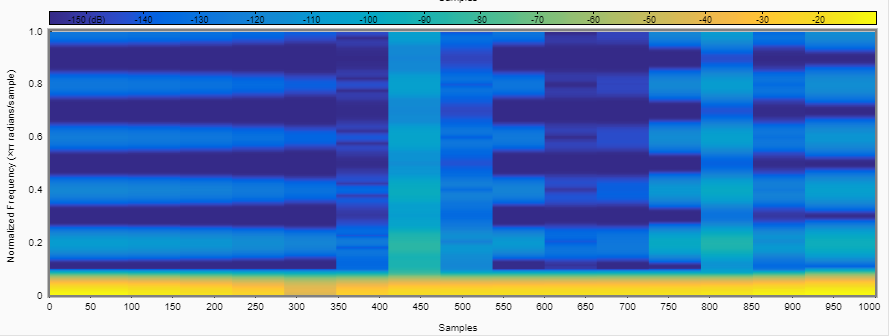 Samples
-150 (dB) -140 -130 -120 -110 -100 -90 -80 -70 -60 -50 -40 -30 -20
1.0
0.8
0.6
0.4
0.2
0
Normalized Frequency (×π radians/sample)
0 50 100 150 200 250 300 350 400 450 500 550 600 650 700 750 800 850 900 950 1000
Samples